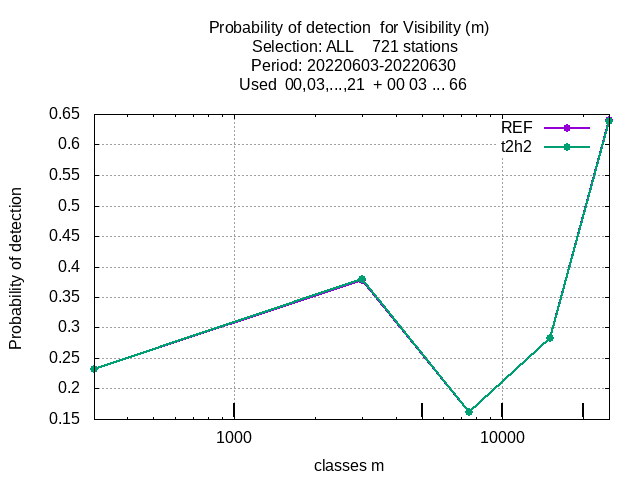 Probability of detection  for Visibility (m)
Selection: ALL    721 stations
Period: 20220603-20220630
Used  00,03,...,21  + 00 03 ... 66
REF
t2h2
0.65
0.6
0.55
0.5
0.45
0.4
0.35
0.3
0.25
0.2
0.15
Probability of detection
1000
10000
classes m